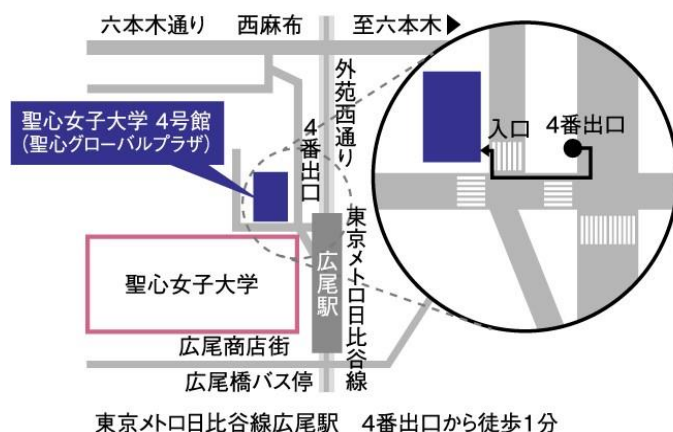 六本木通り
西麻布
至六本木▶
外苑西通り
聖心女子大学 4号館
(聖心グローバルプラザ)
4番出口
入口
4番出口
東京メトロ日比谷線
広尾駅
聖心女子大学
広尾商店街
広尾橋バス停
東京メトロ日比谷線広尾駅　4番出口から徒歩1分